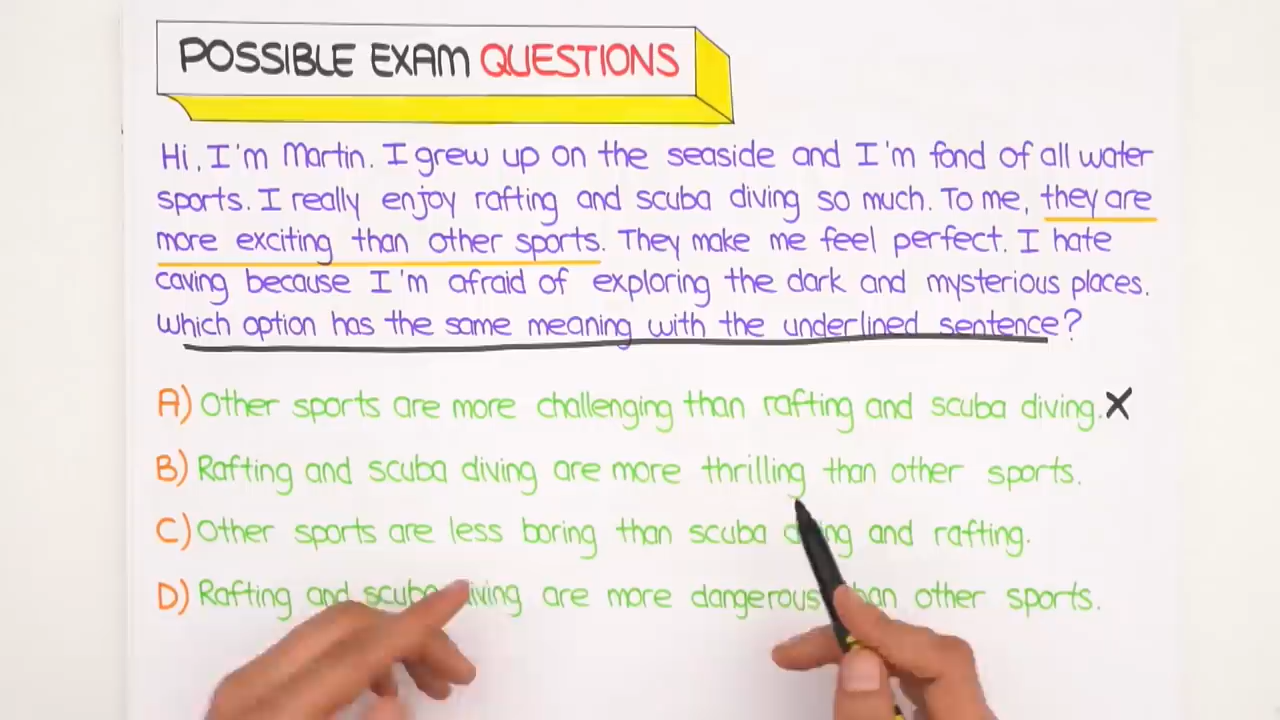 POSSIBLE EXAM QUESTIONS
Hi, I'm Martin. I grew up on the seaside and I'm fond of all water
sports. I really enjoy rafting and scuba diving so much. To me, they are
more exciting than other sports. They make me feel perfect. I hate
caving because I'm afraid of exploring the dark and mysterious places.
Which option has the same meaning with the underlined sentence?
A) Other sports are more challenging than rafting and scuba diving. X
B) Rafting and scuba diving are more thrilling than other sports.
C) Other sports are less boring than scuba diving and rafting.
D) Rafting and scuba diving are more dangerous than other sports.